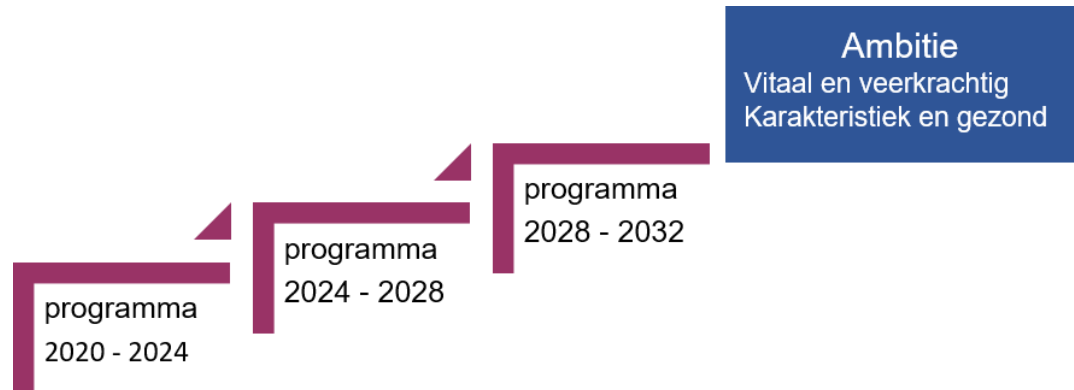 Ambitie
Vitaal en veerkrachtig
Karakteristiek en gezond
programma
2028 - 2032
programma
2024 - 2028
programma
2020 - 2024